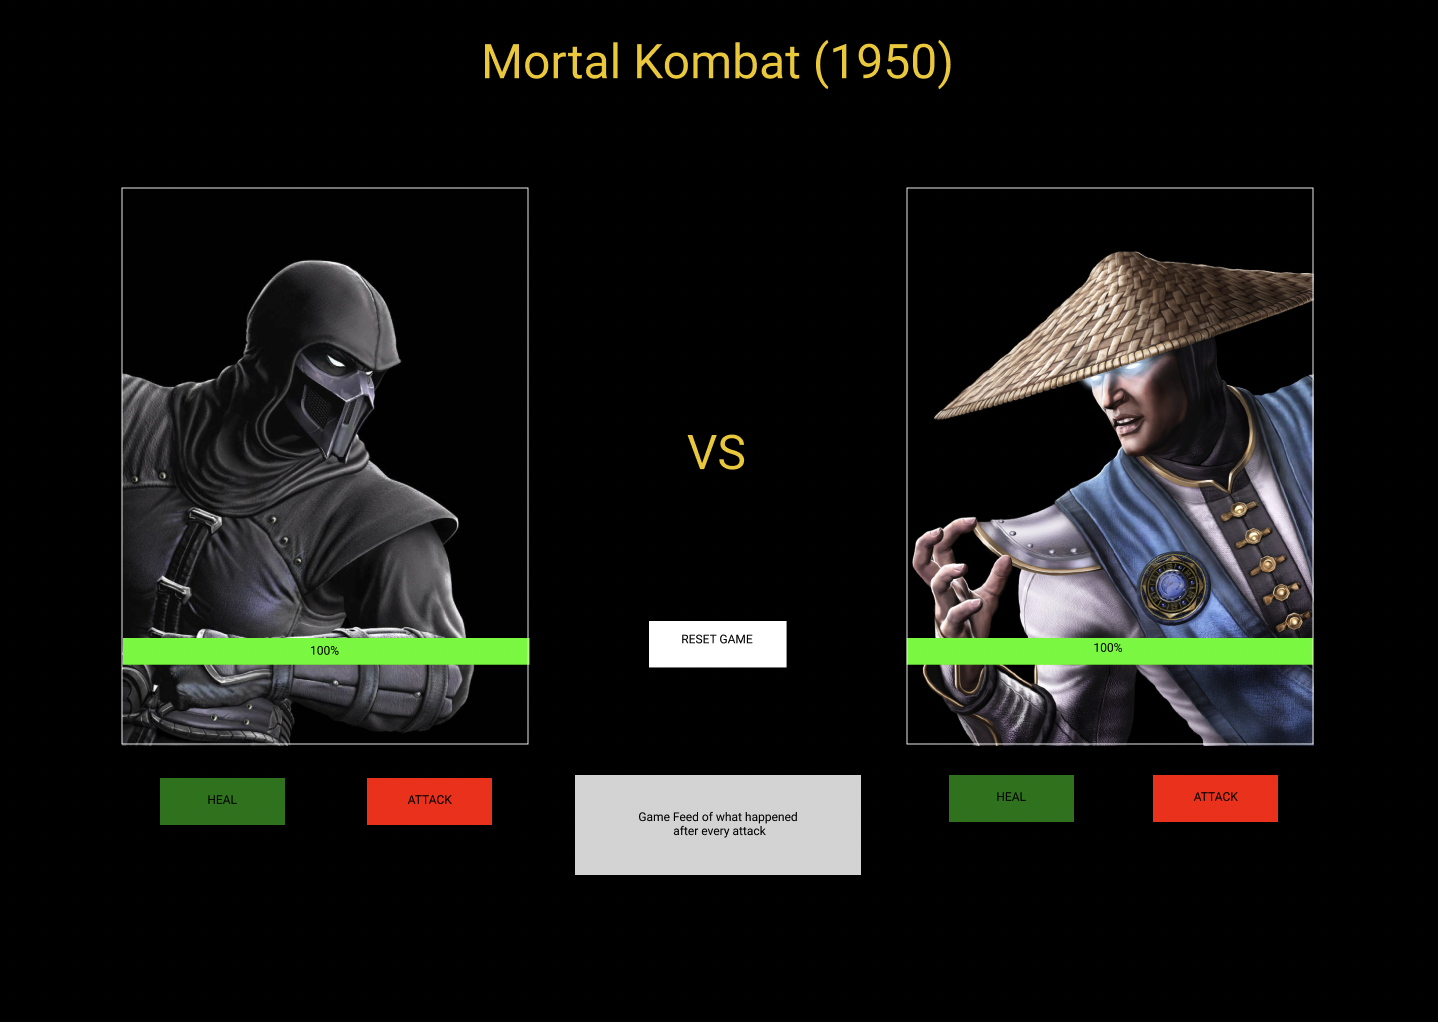 Mortal Kombat (1950)
VS
RESET GAME
100%
100%
HEAL
ATTACK
Game Feed of what happened
after every attack
HEAL
ATTACK